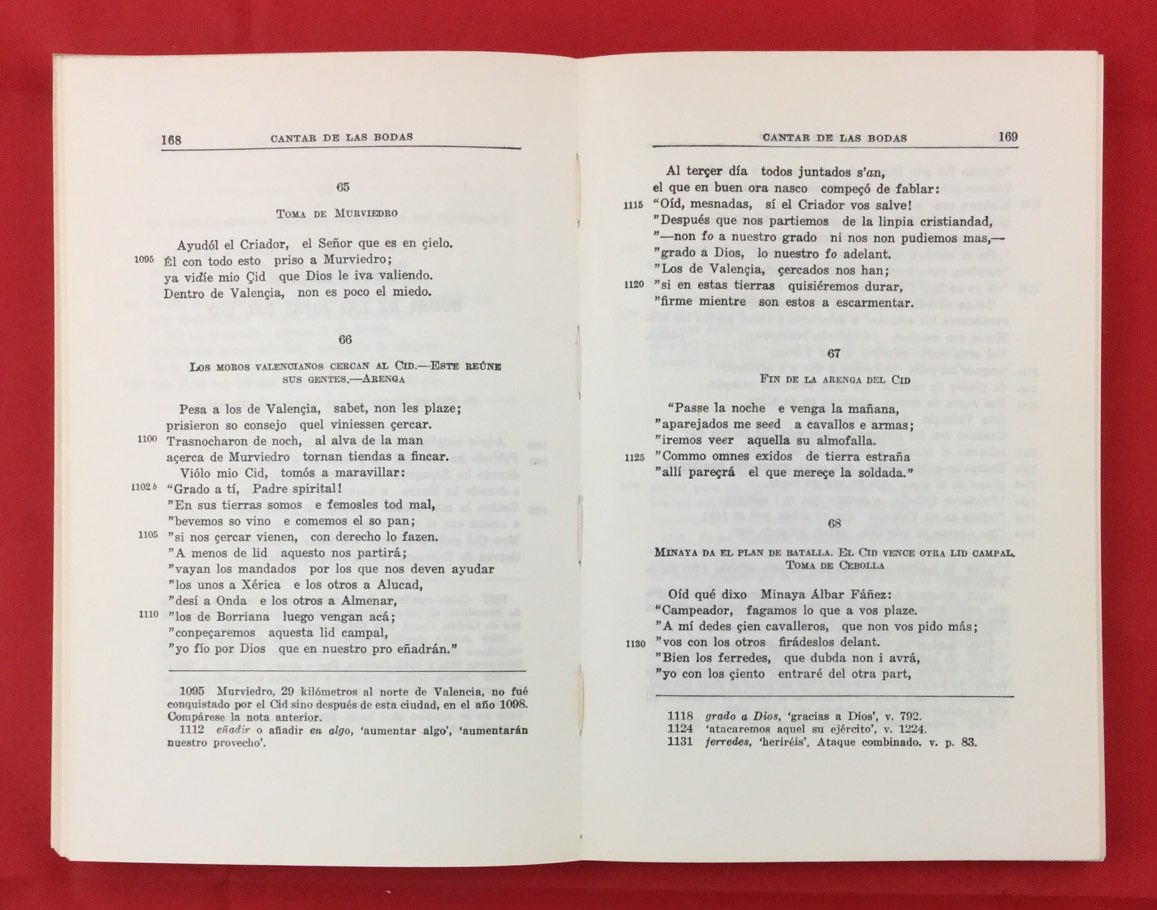 168 CANTAR DE LAS BODAS
65
TOMA DE MURVIEDRO
Ayudól el Criador, el Señor que es en çielo.
1095 Él con todo esto priso a Murviedro;
ya vidíe mio Çid que Dios le iva valiendo.
Dentro de Valençia, non es poco el miedo.
66
LOS MOROS VALENCIANOS CERCAN AL CID.—ESTE REÚNE
SUS GENTES.—ARENGA
Pesa a los de Valençia, sabet, non les plaze;
prisieron so consejo quel viniessen çercar.
1100 Trasnocharon de noch, al alva de la man
açerca de Murviedro tornan tiendas a fincar.
Viólo mio Cid, tomós a maravillar:
1102 b “Grado a tí, Padre spirital!
”En sus tierras somos e femosles tod mal,
”bevemos so vino e comemos el so pan;
1105 ”si nos çercar vienen, con derecho lo fazen.
”A menos de lid aquesto nos partirá;
”vayan los mandados por los que nos deven ayudar
”los unos a Xérica e los otros a Alucad,
”desí a Onda e los otros a Almenar,
1110 ”los de Borriana luego vengan acá;
”conpeçaremos aquesta lid campal,
”yo fío por Dios que en nuestro pro eñadrán.”
1095 Murviedro, 29 kilómetros al norte de Valencia, no fué
conquistado por el Cid sino después de esta ciudad, en el año 1098.
Compárese la nota anterior.
1112 eñadir o añadir en algo, ‘aumentar algo’, ‘aumentarán
nuestro provecho’.
CANTAR DE LAS BODAS 169
Al terçer día todos juntados s’an,
el que en buen ora nasco compeçó de fablar:
1115 “Oíd, mesnadas, sí el Criador vos salve!
”Después que nos partiemos de la linpia cristiandad,
”—non fo a nuestro grado ni nos non pudiemos mas,—
”grado a Dios, lo nuestro fo adelant.
”Los de Valençia, çercados nos han;
1120 ”si en estas tierras quisiéremos durar,
”firme mientre son estos a escarmentar.
67
FIN DE LA ARENGA DEL CID
“Passe la noche e venga la mañana,
”aparejados me seed a cavallos e armas;
”iremos veer aquella su almofalla.
1125 ”Commo omnes exidos de tierra estraña
”allí pareçrá el que mereçe la soldada.”
68
MINAYA DA EL PLAN DE BATALLA. EL CID VENCE OTRA LID CAMPAL.
TOMA DE CEBOLLA
Oíd qué dixo Minaya Álbar Fáñez:
“Campeador, fagamos lo que a vos plaze.
”A mí dedes çien cavalleros, que non vos pido más;
1130 ”vos con los otros firádeslos delant.
”Bien los ferredes, que dubda non i avrá,
”yo con los çiento entraré del otra part,
1118 grado a Dios, ‘gracias a Dios’, v. 792.
1124 ‘atacaremos aquel su ejército’, v. 1224.
1131 ferredes, ‘heriréis’. Ataque combinado. v. p. 83.